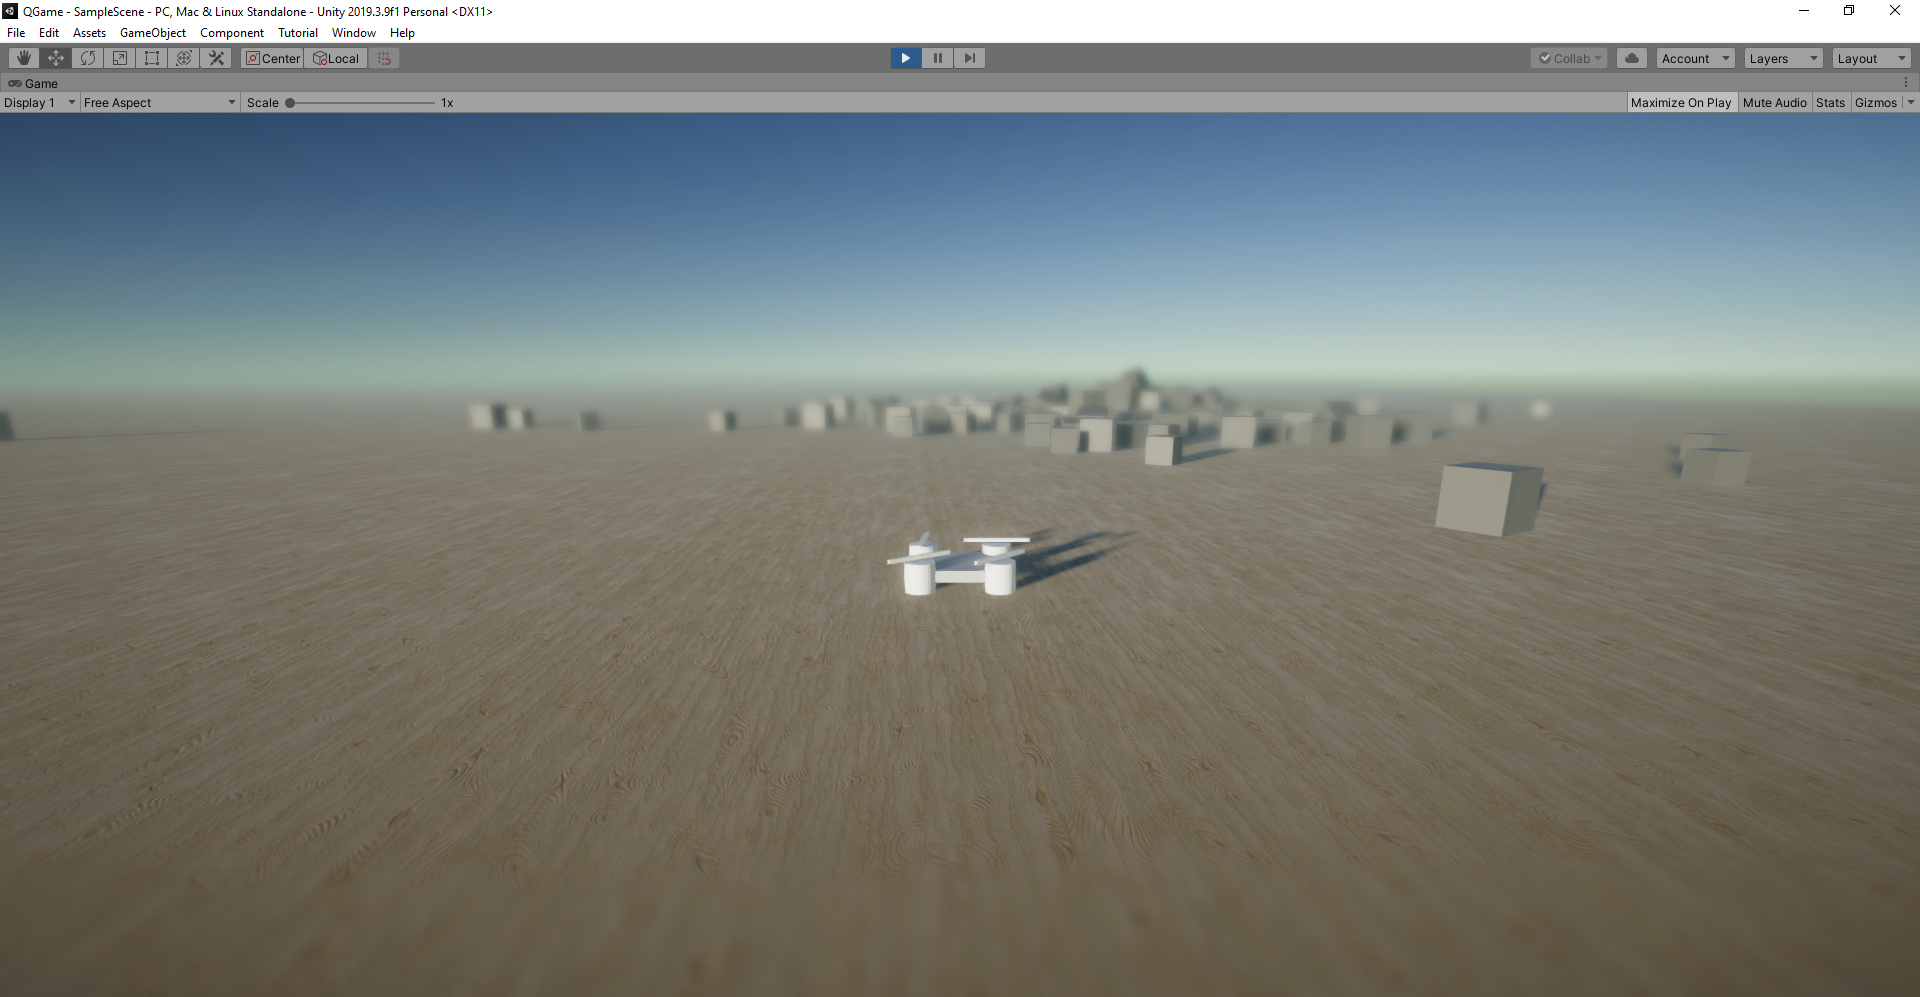 QGame - SampleScene - PC, Mac & Linux Standalone - Unity 2019.3.9f1 Personal <DX11>
File Edit Assets GameObject Component Tutorial Window Help
Center Local Collab Account Layers Layout
Game
Display 1 Free Aspect Scale 1x Maximize On Play Mute Audio Stats Gizmos